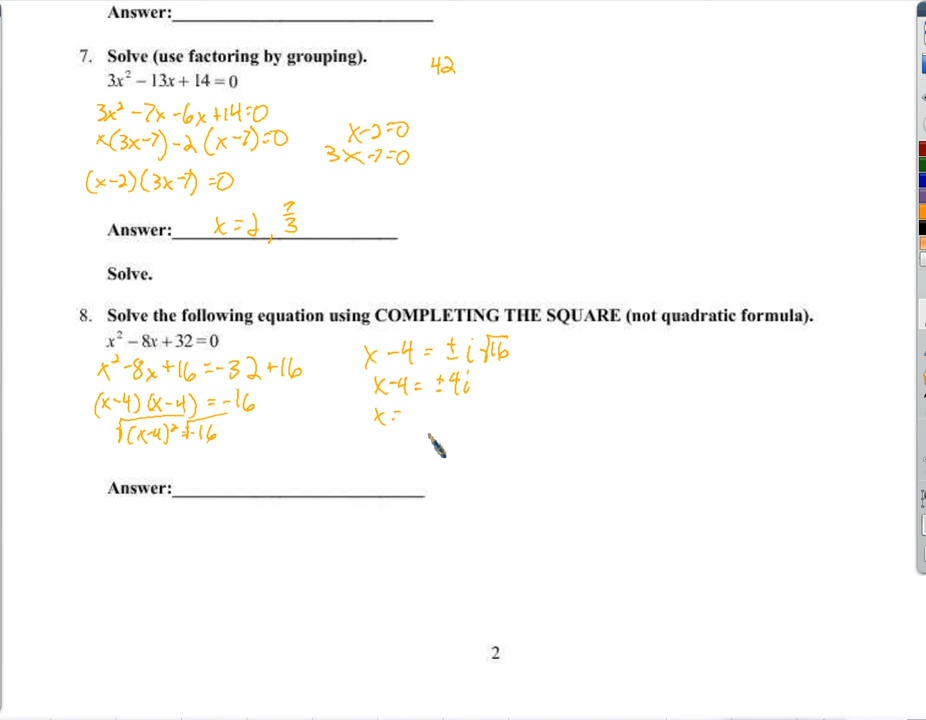 Answer:
7. Solve (use factoring by grouping).
42
3x² – 13x + 14 = 0
3x² -7x -6x +14=0
x(3x-7) -2 (x-7)=0
x-2=0
3x-7=0
(x-2)(3x-7) =0
Answer: x = 2, 7/3
Solve.
8. Solve the following equation using COMPLETING THE SQUARE (not quadratic formula).
x² – 8x + 32 = 0
x² -8x +16 = -32 +16
(x-4)(x-4) = -16
√(x-4)² = √-16
x - 4 = ± i √16
x-4 = ±4i
x =
Answer:
2